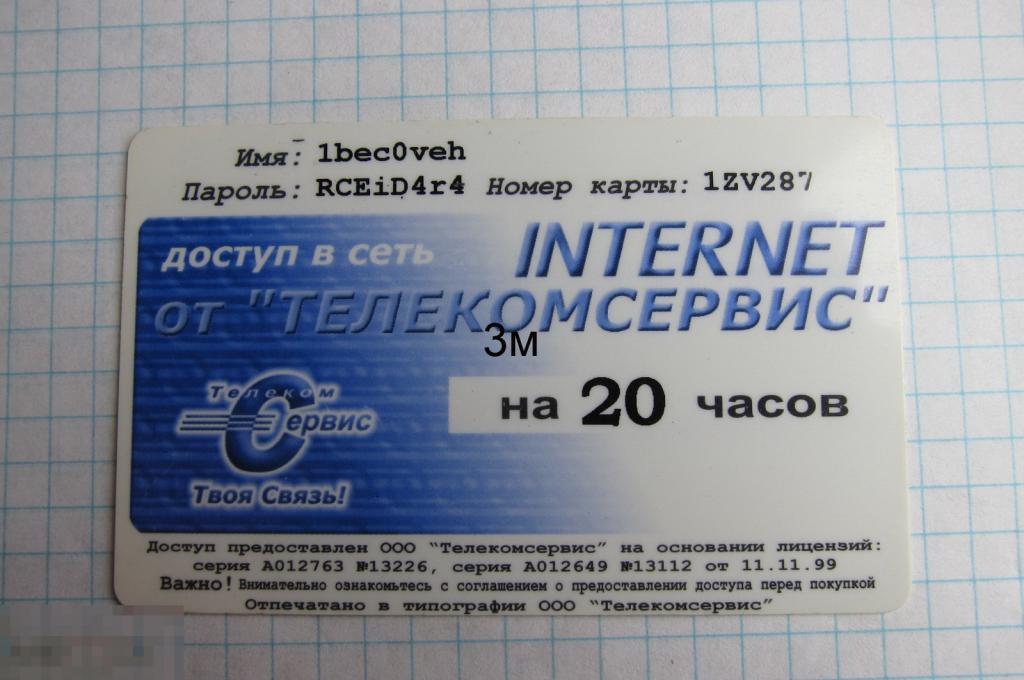 Имя: 1bec0veh
Пароль: RCEiD4r4 Номер карты: 1ZV287
доступ в сеть INTERNET
от "ТЕЛЕКОМСЕРВИС"
3м
на 20 часов
Телеком
Сервис
Твоя Связь!
Доступ предоставлен ООО "Телекомсервис" на основании лицензий:
серия А012763 №13226, серия А012649 №13112 от 11.11.99
Важно! Внимательно ознакомьтесь с соглашением о предоставлении доступа перед покупкой
Отпечатано в типографии ООО "Телекомсервис"